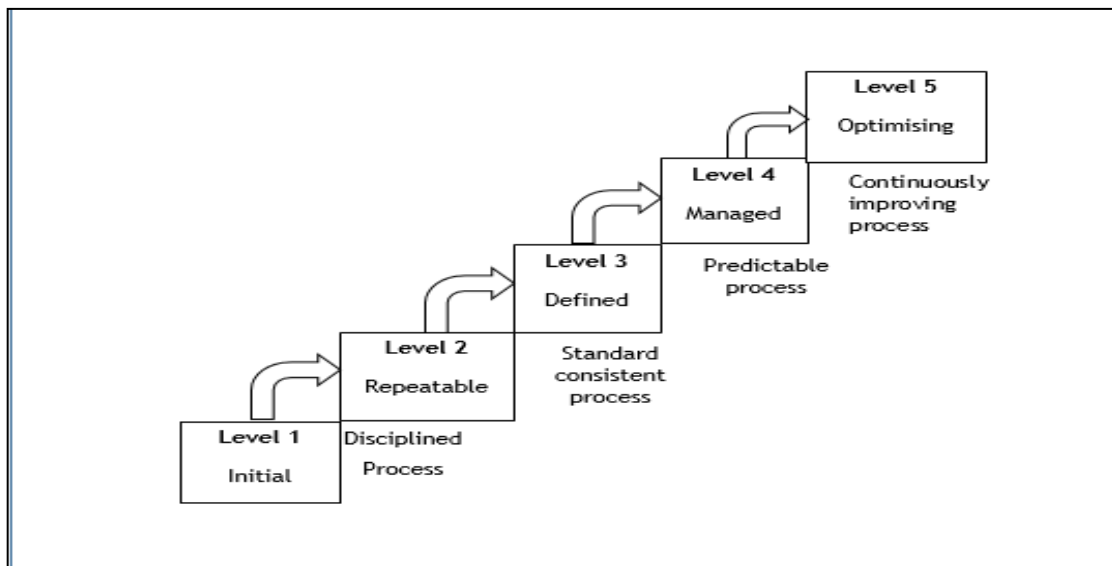 Level 5
Optimising
Continuously
improving
process
Level 4
Managed
Predictable
process
Level 3
Defined
Standard
consistent
process
Level 2
Repeatable
Disciplined
Process
Level 1
Initial